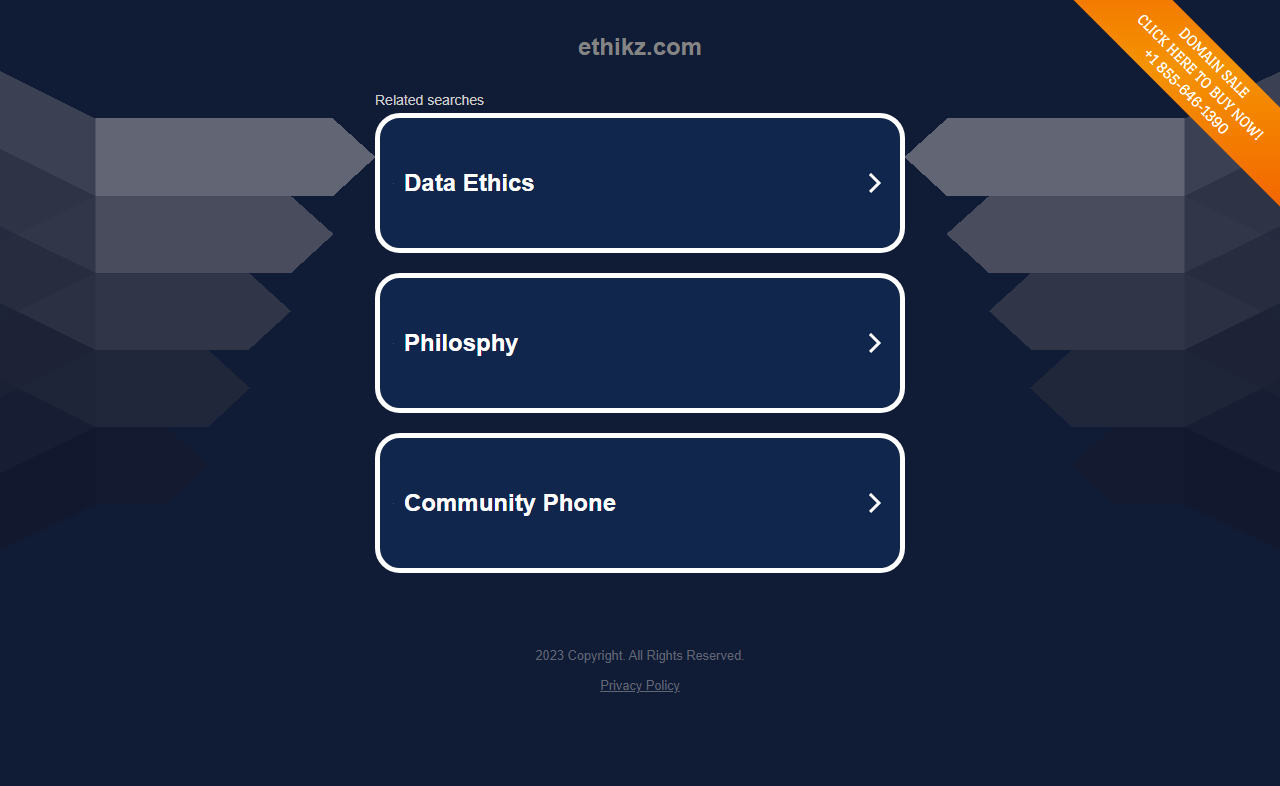 ethikz.com
DOMAIN SALE
CLICK HERE TO BUY NOW!
+1 855-646-1390
Related searches
Data Ethics
Philosphy
Community Phone
2023 Copyright. All Rights Reserved.
Privacy Policy